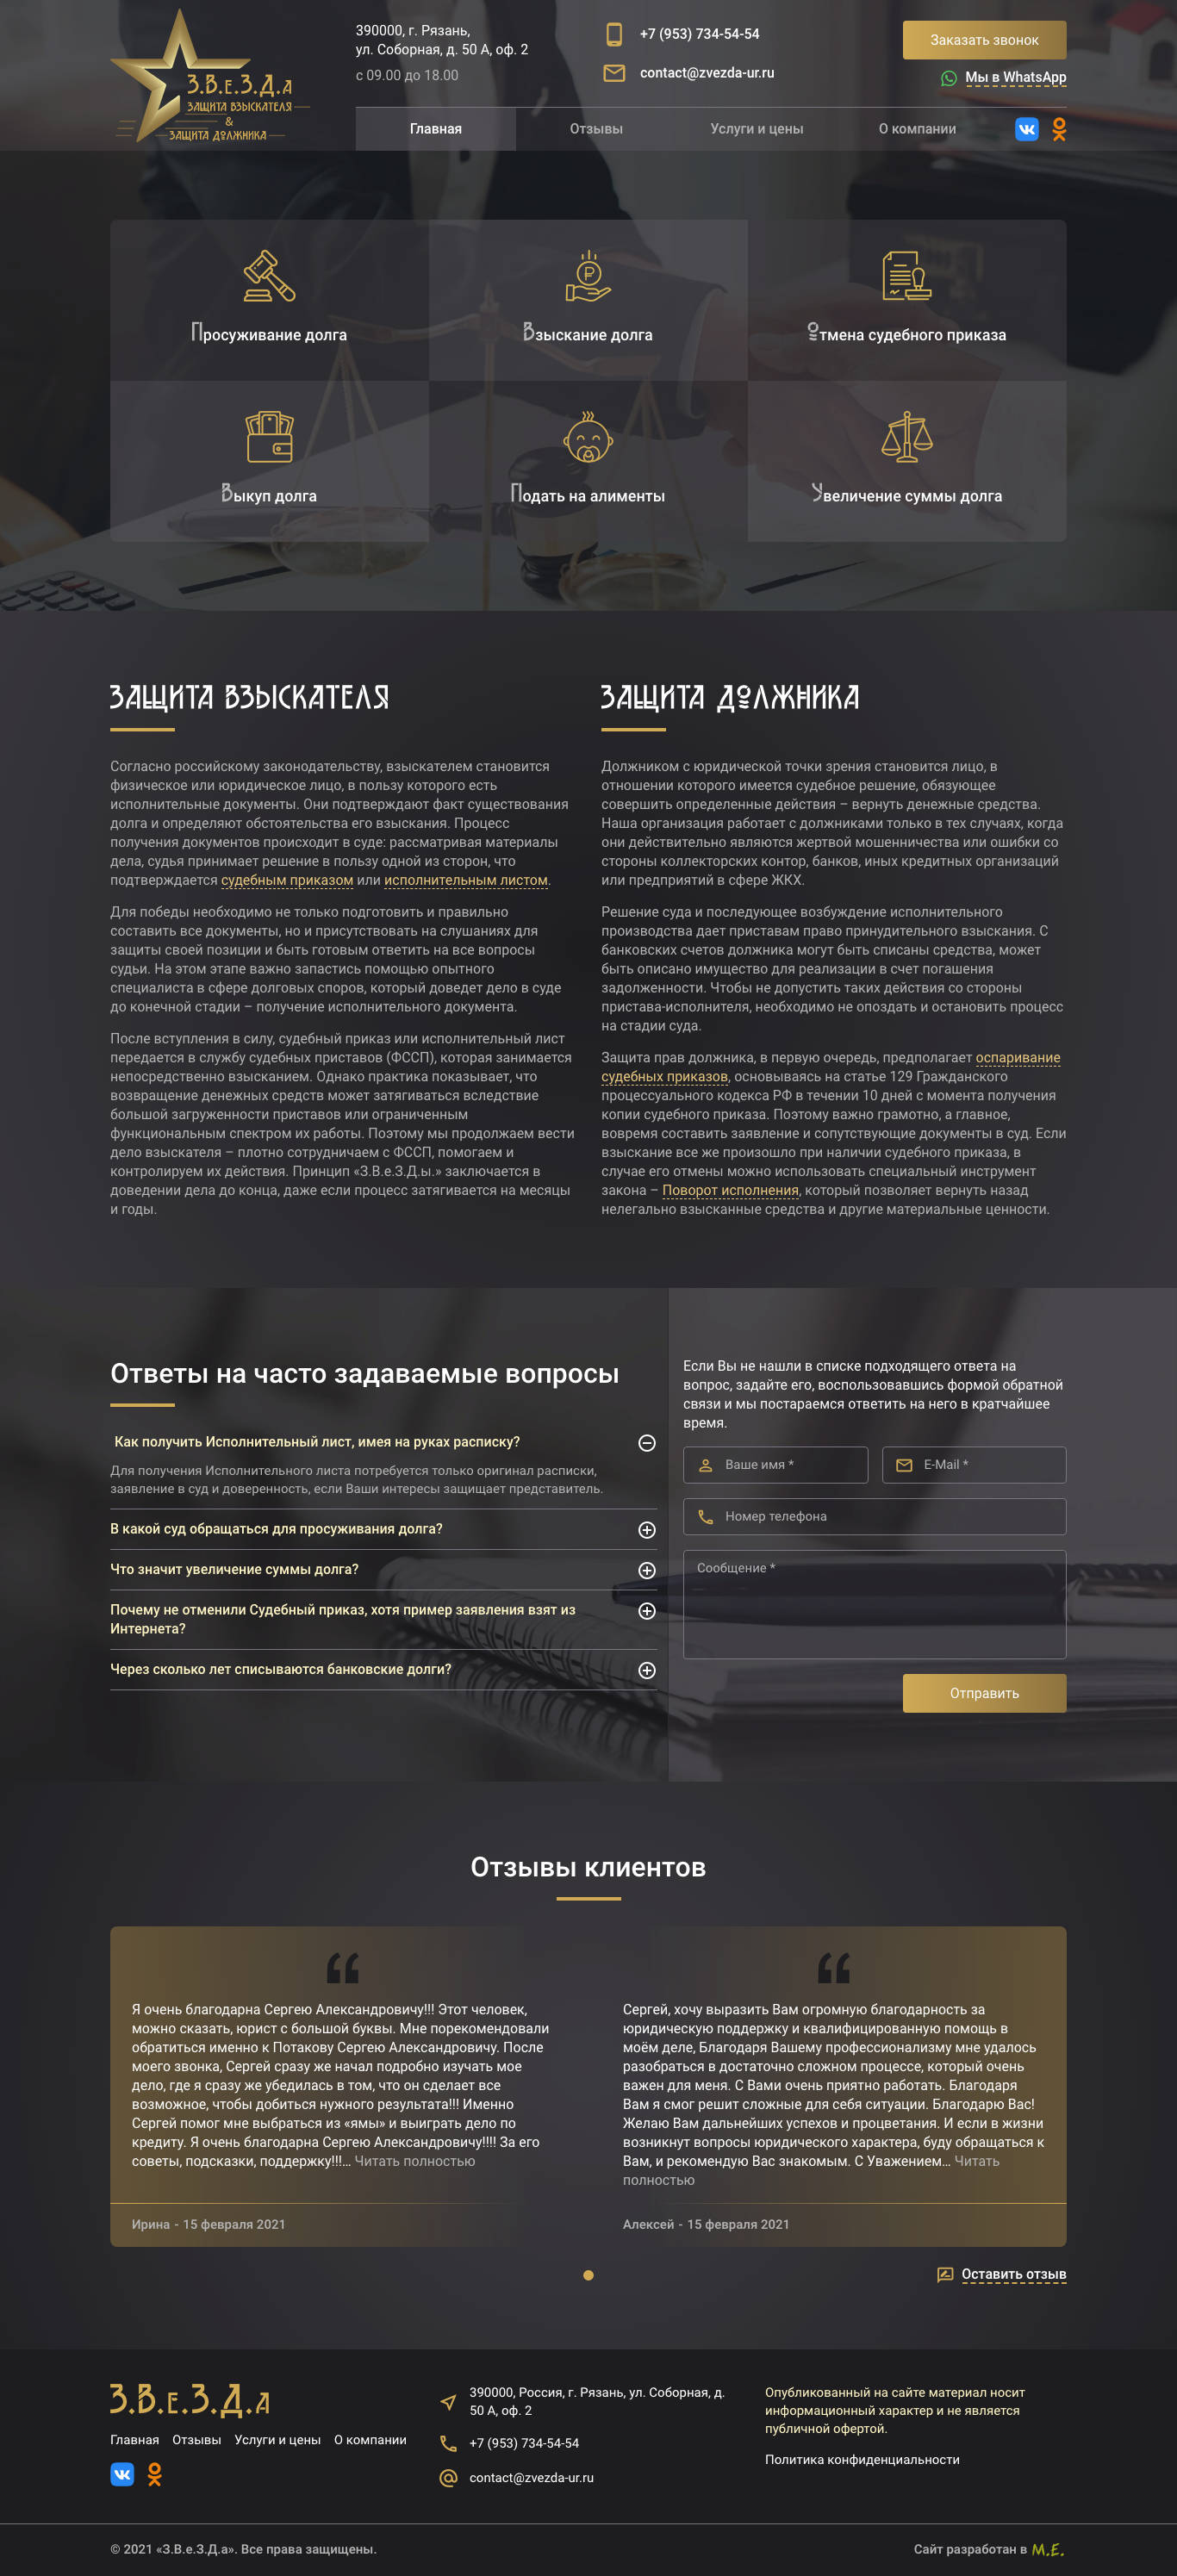 З.В.е.З.Д.а
ЗАЩИТА ВЗЫСКАТЕЛЯ
&
ЗАЩИТА ДОЛЖНИКА
390000, г. Рязань,
ул. Соборная, д. 50 А, оф. 2
с 09.00 до 18.00
+7 (953) 734-54-54
contact@zvezda-ur.ru
Заказать звонок
Мы в WhatsApp
Главная
Отзывы
Услуги и цены
О компании
Просуживание долга
Взыскание долга
Отмена судебного приказа
Выкуп долга
Подать на алименты
Увеличение суммы долга
ЗАЩИТА ВЗЫСКАТЕЛЯ
Согласно российскому законодательству, взыскателем становится
физическое или юридическое лицо, в пользу которого есть
исполнительные документы. Они подтверждают факт существования
долга и определяют обстоятельства его взыскания. Процесс
получения документов происходит в суде: рассматривая материалы
дела, судья принимает решение в пользу одной из сторон, что
подтверждается судебным приказом или исполнительным листом.
Для победы необходимо не только подготовить и правильно
составить все документы, но и присутствовать на слушаниях для
защиты своей позиции и быть готовым ответить на все вопросы
судьи. На этом этапе важно запастись помощью опытного
специалиста в сфере долговых споров, который доведет дело в суде
до конечной стадии – получение исполнительного документа.
После вступления в силу, судебный приказ или исполнительный лист
передается в службу судебных приставов (ФССП), которая занимается
непосредственно взысканием. Однако практика показывает, что
возвращение денежных средств может затягиваться вследствие
большой загруженности приставов или ограниченным
функциональным спектром их работы. Поэтому мы продолжаем вести
дело взыскателя – плотно сотрудничаем с ФССП, помогаем и
контролируем их действия. Принцип «З.В.е.З.Д.ы.» заключается в
доведении дела до конца, даже если процесс затягивается на месяцы
и годы.
ЗАЩИТА ДОЛЖНИКА
Должником с юридической точки зрения становится лицо, в
отношении которого имеется судебное решение, обязующее
совершить определенные действия – вернуть денежные средства.
Наша организация работает с должниками только в тех случаях, когда
они действительно являются жертвой мошенничества или ошибки со
стороны коллекторских контор, банков, иных кредитных организаций
или предприятий в сфере ЖКХ.
Решение суда и последующее возбуждение исполнительного
производства дает приставам право принудительного взыскания. С
банковских счетов должника могут быть списаны средства, может
быть описано имущество для реализации в счет погашения
задолженности. Чтобы не допустить таких действия со стороны
пристава-исполнителя, необходимо не опоздать и остановить процесс
на стадии суда.
Защита прав должника, в первую очередь, предполагает оспаривание
судебных приказов, основываясь на статье 129 Гражданского
процессуального кодекса РФ в течении 10 дней с момента получения
копии судебного приказа. Поэтому важно грамотно, а главное,
вовремя составить заявление и сопутствующие документы в суд. Если
взыскание все же произошло при наличии судебного приказа, в
случае его отмены можно использовать специальный инструмент
закона – Поворот исполнения, который позволяет вернуть назад
нелегально взысканные средства и другие материальные ценности.
Ответы на часто задаваемые вопросы
Как получить Исполнительный лист, имея на руках расписку?
Для получения Исполнительного листа потребуется только оригинал расписки,
заявление в суд и доверенность, если Ваши интересы защищает представитель.
В какой суд обращаться для просуживания долга?
Что значит увеличение суммы долга?
Почему не отменили Судебный приказ, хотя пример заявления взят из
Интернета?
Через сколько лет списываются банковские долги?
Если Вы не нашли в списке подходящего ответа на
вопрос, задайте его, воспользовавшись формой обратной
связи и мы постараемся ответить на него в кратчайшее
время.
Ваше имя *
E-Mail *
Номер телефона
Сообщение *
Отправить
Отзывы клиентов
Я очень благодарна Сергею Александровичу!!! Этот человек,
можно сказать, юрист с большой буквы. Мне порекомендовали
обратиться именно к Потакову Сергею Александровичу. После
моего звонка, Сергей сразу же начал подробно изучать мое
дело, где я сразу же убедилась в том, что он сделает все
возможное, чтобы добиться нужного результата!!! Именно
Сергей помог мне выбраться из «ямы» и выиграть дело по
кредиту. Я очень благодарна Сергею Александровичу!!!! За его
советы, подсказки, поддержку!!!… Читать полностью
Ирина - 15 февраля 2021
Сергей, хочу выразить Вам огромную благодарность за
юридическую поддержку и квалифицированную помощь в
моём деле, Благодаря Вашему профессионализму мне удалось
разобраться в достаточно сложном процессе, который очень
важен для меня. С Вами очень приятно работать. Благодаря
Вам я смог решит сложные для себя ситуации. Благодарю Вас!
Желаю Вам дальнейших успехов и процветания. И если в жизни
возникнут вопросы юридического характера, буду обращаться к
Вам, и рекомендую Вас знакомым. С Уважением… Читать
полностью
Алексей - 15 февраля 2021
Оставить отзыв
З.В.е.З.Д.а
Главная Отзывы Услуги и цены О компании
390000, Россия, г. Рязань, ул. Соборная, д.
50 А, оф. 2
+7 (953) 734-54-54
contact@zvezda-ur.ru
Опубликованный на сайте материал носит
информационный характер и не является
публичной офертой.
Политика конфиденциальности
© 2021 «З.В.е.З.Д.а». Все права защищены.
Сайт разработан в M.E.